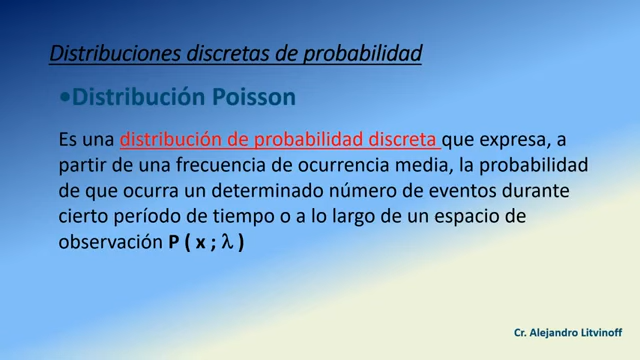 Distribuciones discretas de probabilidad
•Distribución Poisson
Es una distribución de probabilidad discreta que expresa, a
partir de una frecuencia de ocurrencia media, la probabilidad
de que ocurra un determinado número de eventos durante
cierto período de tiempo o a lo largo de un espacio de
observación P ( x ; λ )
Cr. Alejandro Litvinoff